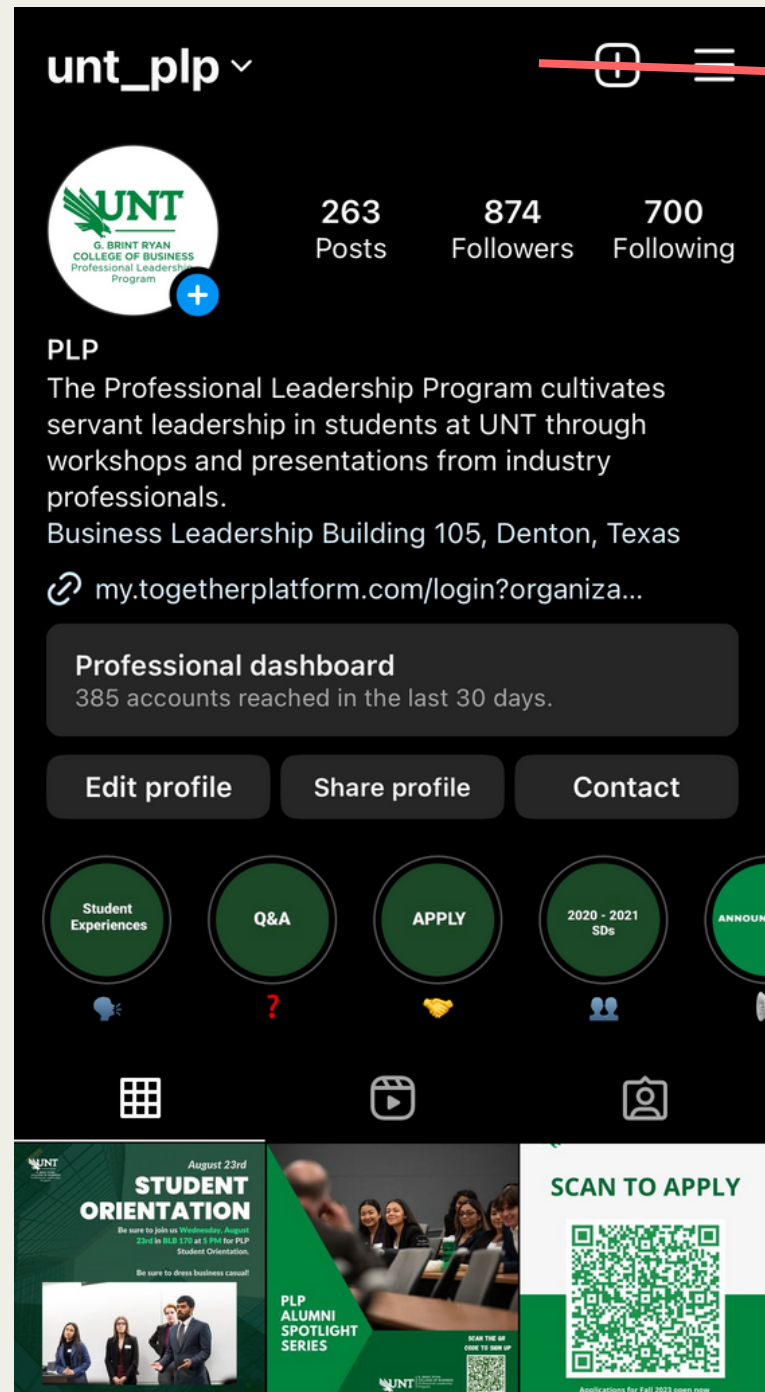 unt_plp
UNT
G. BRINT RYAN
COLLEGE OF BUSINESS
Professional Leadership
Program
263
Posts
874
Followers
700
Following
PLP
The Professional Leadership Program cultivates
servant leadership in students at UNT through
workshops and presentations from industry
professionals.
Business Leadership Building 105, Denton, Texas
my.togetherplatform.com/login?organiza...
Professional dashboard
385 accounts reached in the last 30 days.
Edit profile
Share profile
Contact
Student
Experiences
Q&A
APPLY
2020 - 2021
SDs
ANNOUN
UNT
August 23rd
STUDENT
ORIENTATION
Be sure to join us Wednesday, August
23rd in BLB 170 at 5 PM for PLP
Student Orientation.
Be sure to dress business casual!
PLP
ALUMNI
SPOTLIGHT
SERIES
SCAN THE QR
CODE TO SIGN UP
UNT
SCAN TO APPLY
Applications for Fall 2023 open now